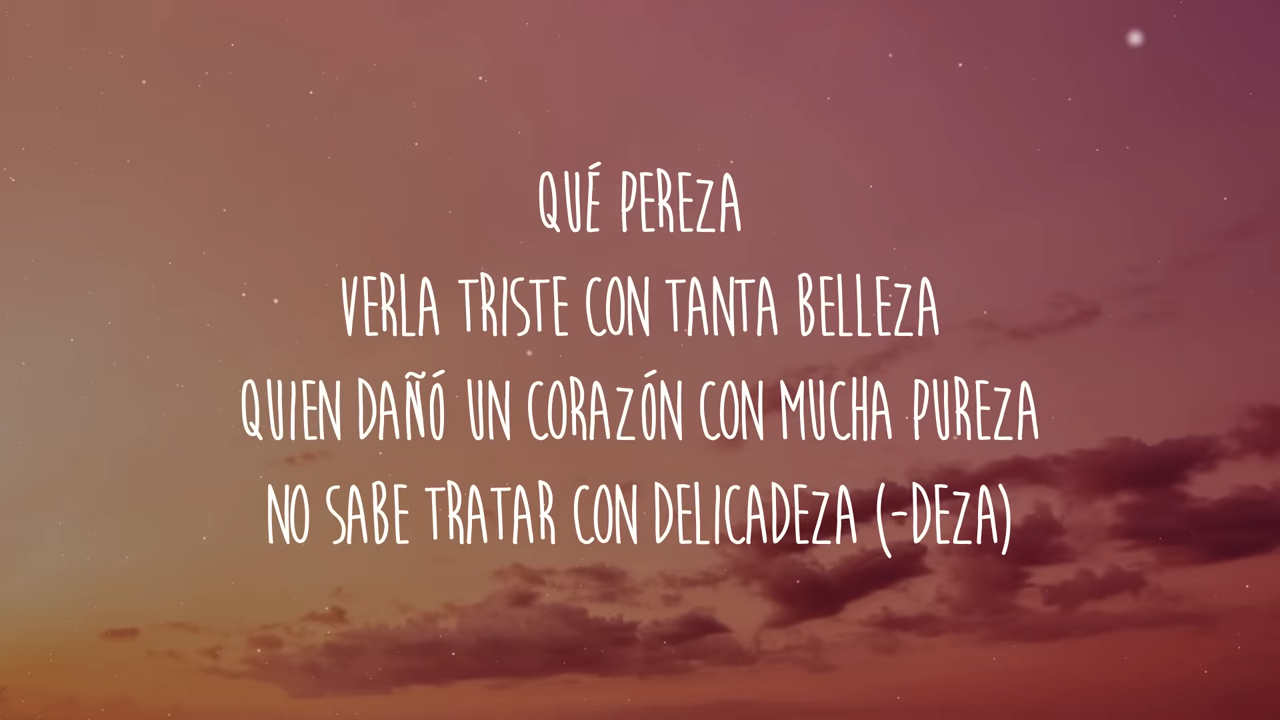 QUÉ PEREZA
VERLA TRISTE CON TANTA BELLEZA
QUIEN DAÑÓ UN CORAZÓN CON MUCHA PUREZA
NO SABE TRATAR CON DELICADEZA (-DEZA)